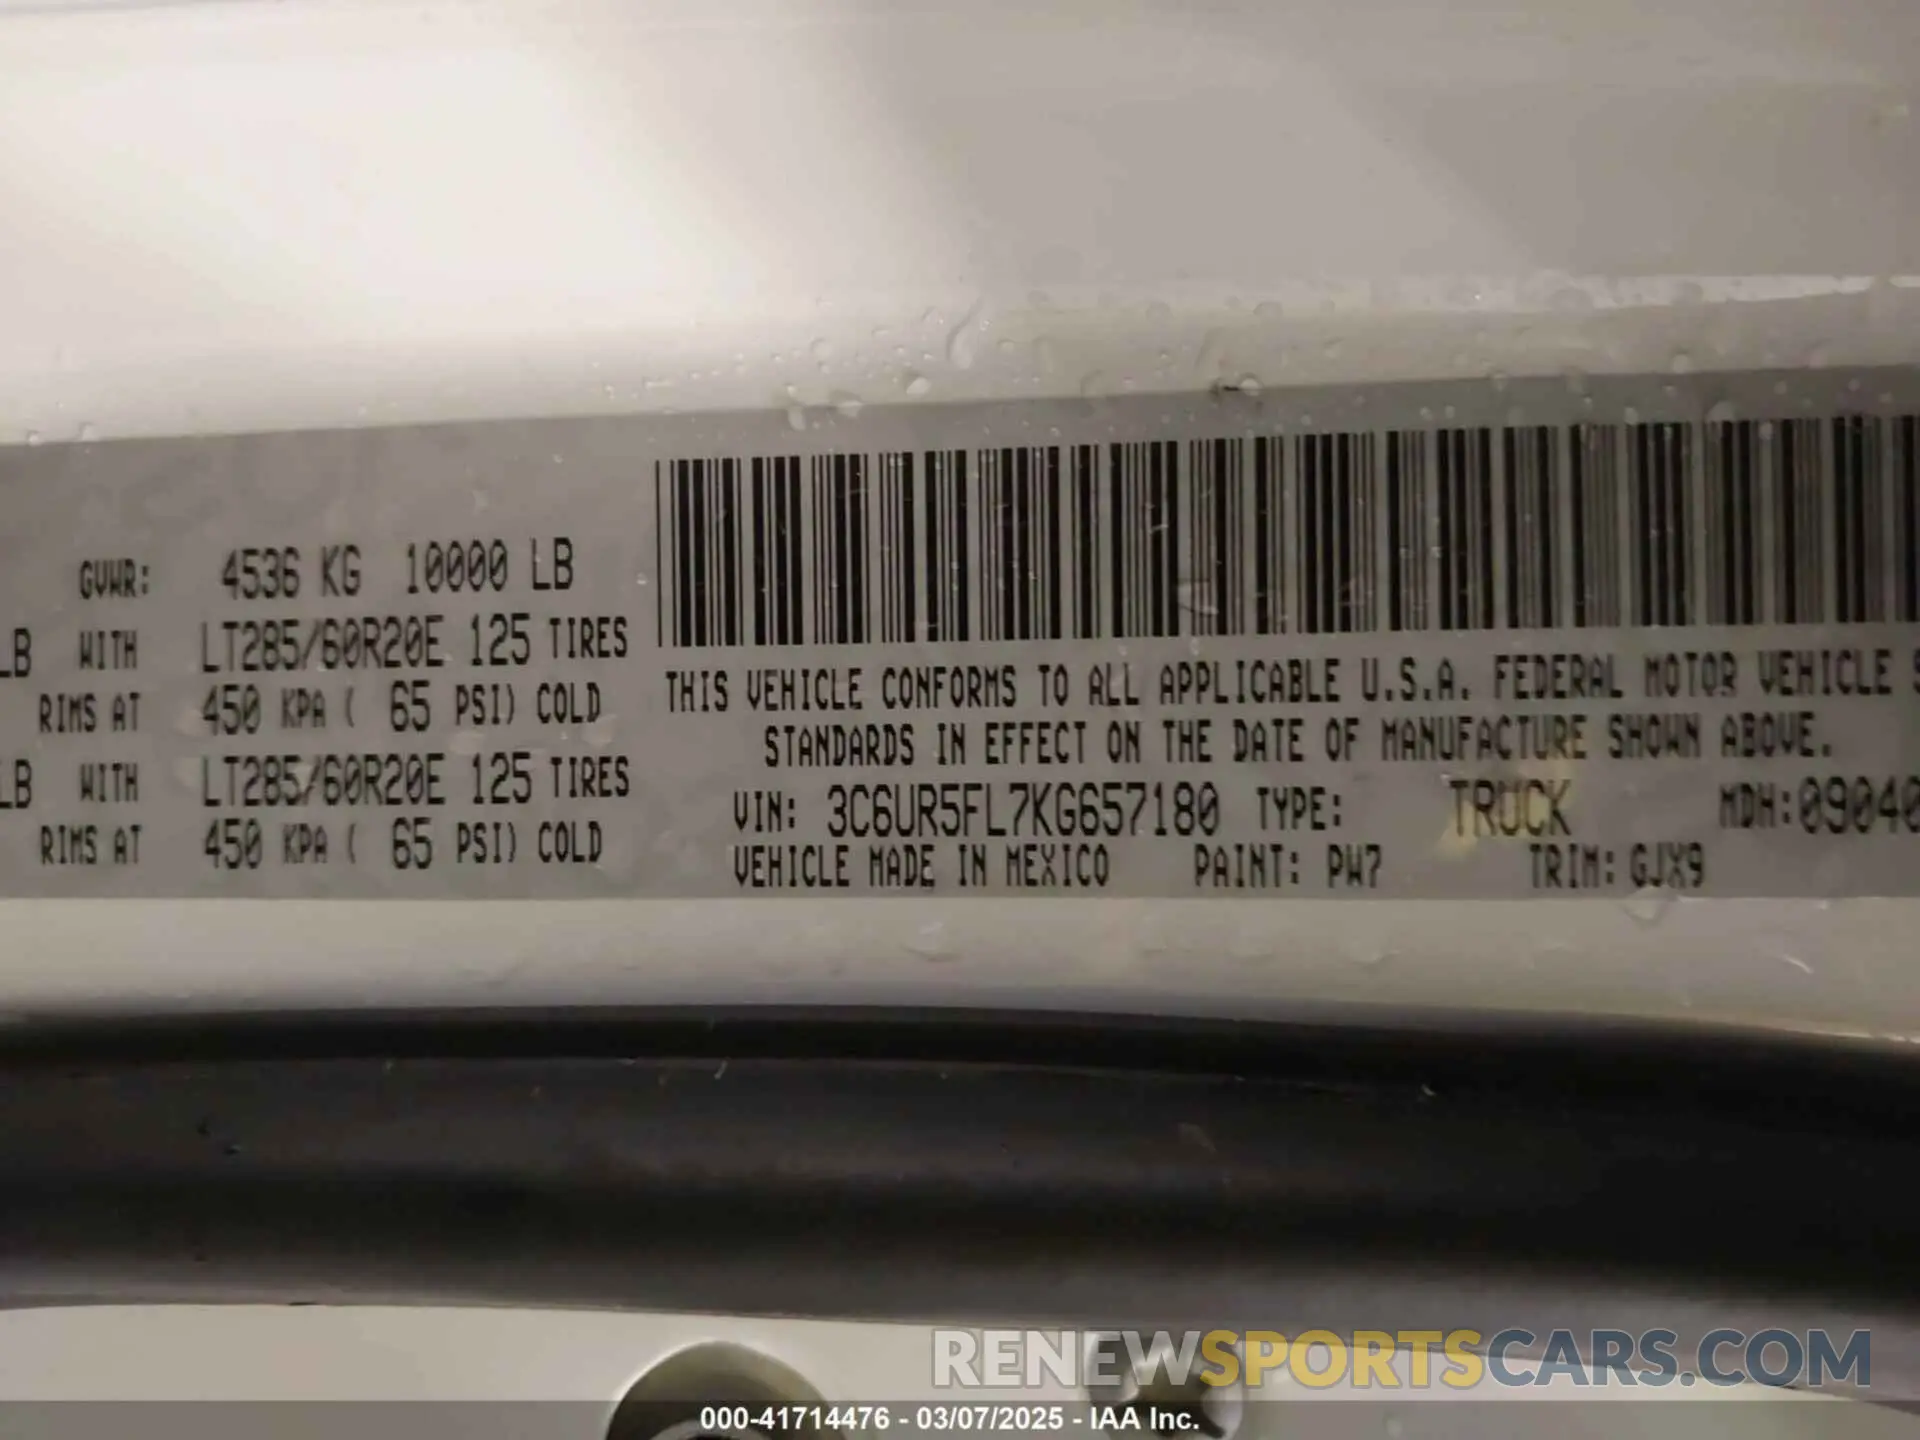 GVWR: 4536 KG 10000 LB
LB WITH LT285/60R20E 125 TIRES
RIMS AT 450 KPA ( 65 PSI) COLD
LB WITH LT285/60R20E 125 TIRES
RIMS AT 450 KPA ( 65 PSI) COLD
THIS VEHICLE CONFORMS TO ALL APPLICABLE U.S.A. FEDERAL MOTOR VEHICLE S
STANDARDS IN EFFECT ON THE DATE OF MANUFACTURE SHOWN ABOVE.
VIN: 3C6UR5FL7KG657180 TYPE: TRUCK MDH:09040
VEHICLE MADE IN MEXICO PAINT: PW7 TRIM: GJX9
RENEWSPORTSCARS.COM
000-41714476 - 03/07/2025 - IAA Inc.